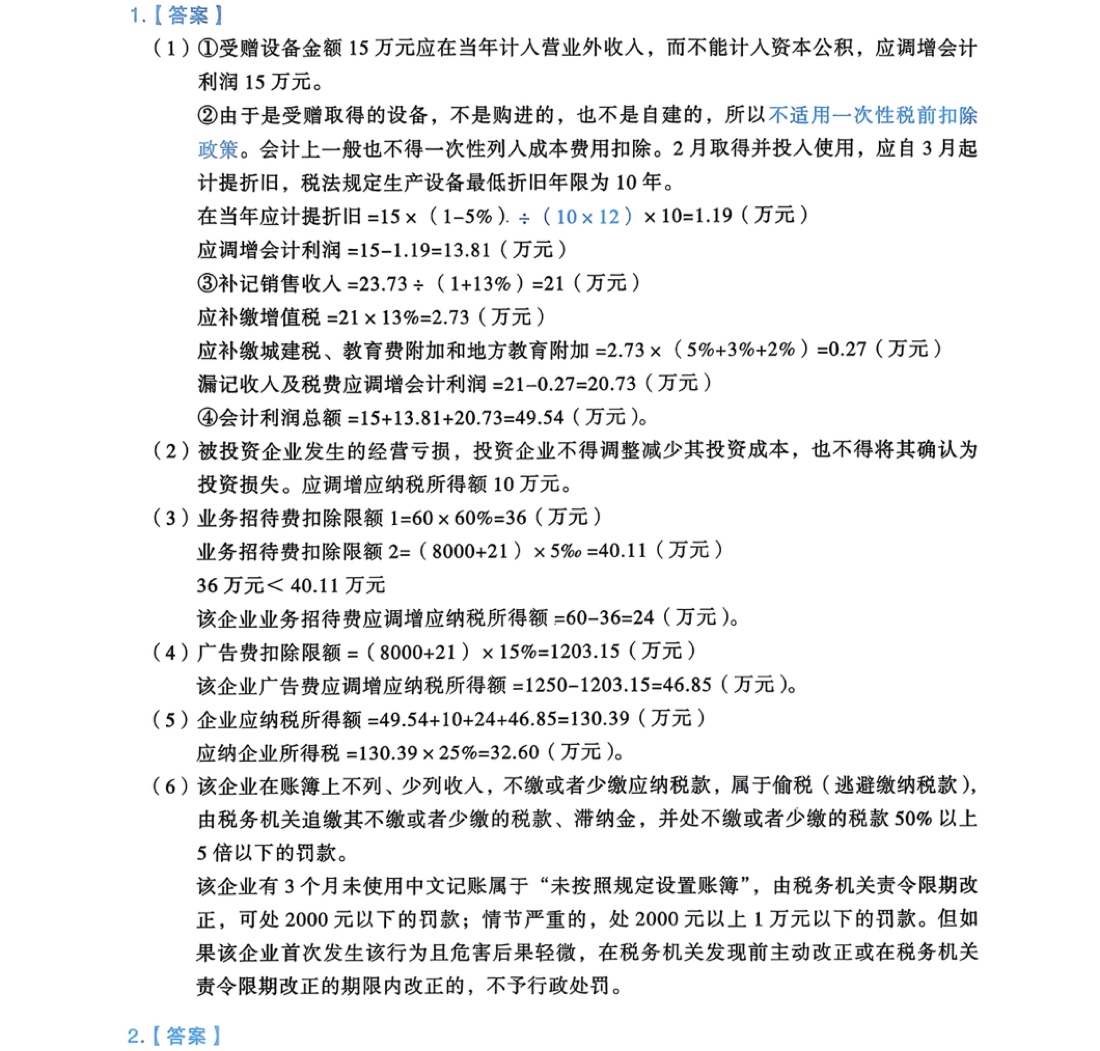 1.【答案】
（1）①受赠设备金额 15 万元应在当年计入营业外收入，而不能计入资本公积，应调增会计
利润 15 万元。
②由于是受赠取得的设备，不是购进的，也不是自建的，所以不适用一次性税前扣除
政策。会计上一般也不得一次性列入成本费用扣除。2 月取得并投入使用，应自 3 月起
计提折旧，税法规定生产设备最低折旧年限为 10 年。
在当年应计提折旧 =15×（1-5%）÷（10×12）×10=1.19（万元）
应调增会计利润 =15-1.19=13.81（万元）
③补记销售收入 =23.73÷（1+13%）=21（万元）
应补缴增值税 =21×13%=2.73（万元）
应补缴城建税、教育费附加和地方教育附加 =2.73×（5%+3%+2%）=0.27（万元）
漏记收入及税费应调增会计利润 =21-0.27=20.73（万元）
④会计利润总额 =15+13.81+20.73=49.54（万元）。
（2）被投资企业发生的经营亏损，投资企业不得调整减少其投资成本，也不得将其确认为
投资损失。应调增应纳税所得额 10 万元。
（3）业务招待费扣除限额 1=60×60%=36（万元）
业务招待费扣除限额 2=（8000+21）×5‰=40.11（万元）
36 万元＜ 40.11 万元
该企业业务招待费应调增应纳税所得额 =60-36=24（万元）。
（4）广告费扣除限额 =（8000+21）×15%=1203.15（万元）
该企业广告费应调增应纳税所得额 =1250-1203.15=46.85（万元）。
（5）企业应纳税所得额 =49.54+10+24+46.85=130.39（万元）
应纳企业所得税 =130.39×25%=32.60（万元）。
（6）该企业在账簿上不列、少列收入，不缴或者少缴应纳税款，属于偷税（逃避缴纳税款），
由税务机关追缴其不缴或者少缴的税款、滞纳金，并处不缴或者少缴的税款 50% 以上
5 倍以下的罚款。
该企业有 3 个月未使用中文记账属于“未按照规定设置账簿”，由税务机关责令限期改
正，可处 2000 元以下的罚款；情节严重的，处 2000 元以上 1 万元以下的罚款。但如
果该企业首次发生该行为且危害后果轻微，在税务机关发现前主动改正或在税务机关
责令限期改正的期限内改正的，不予行政处罚。
2.【答案】